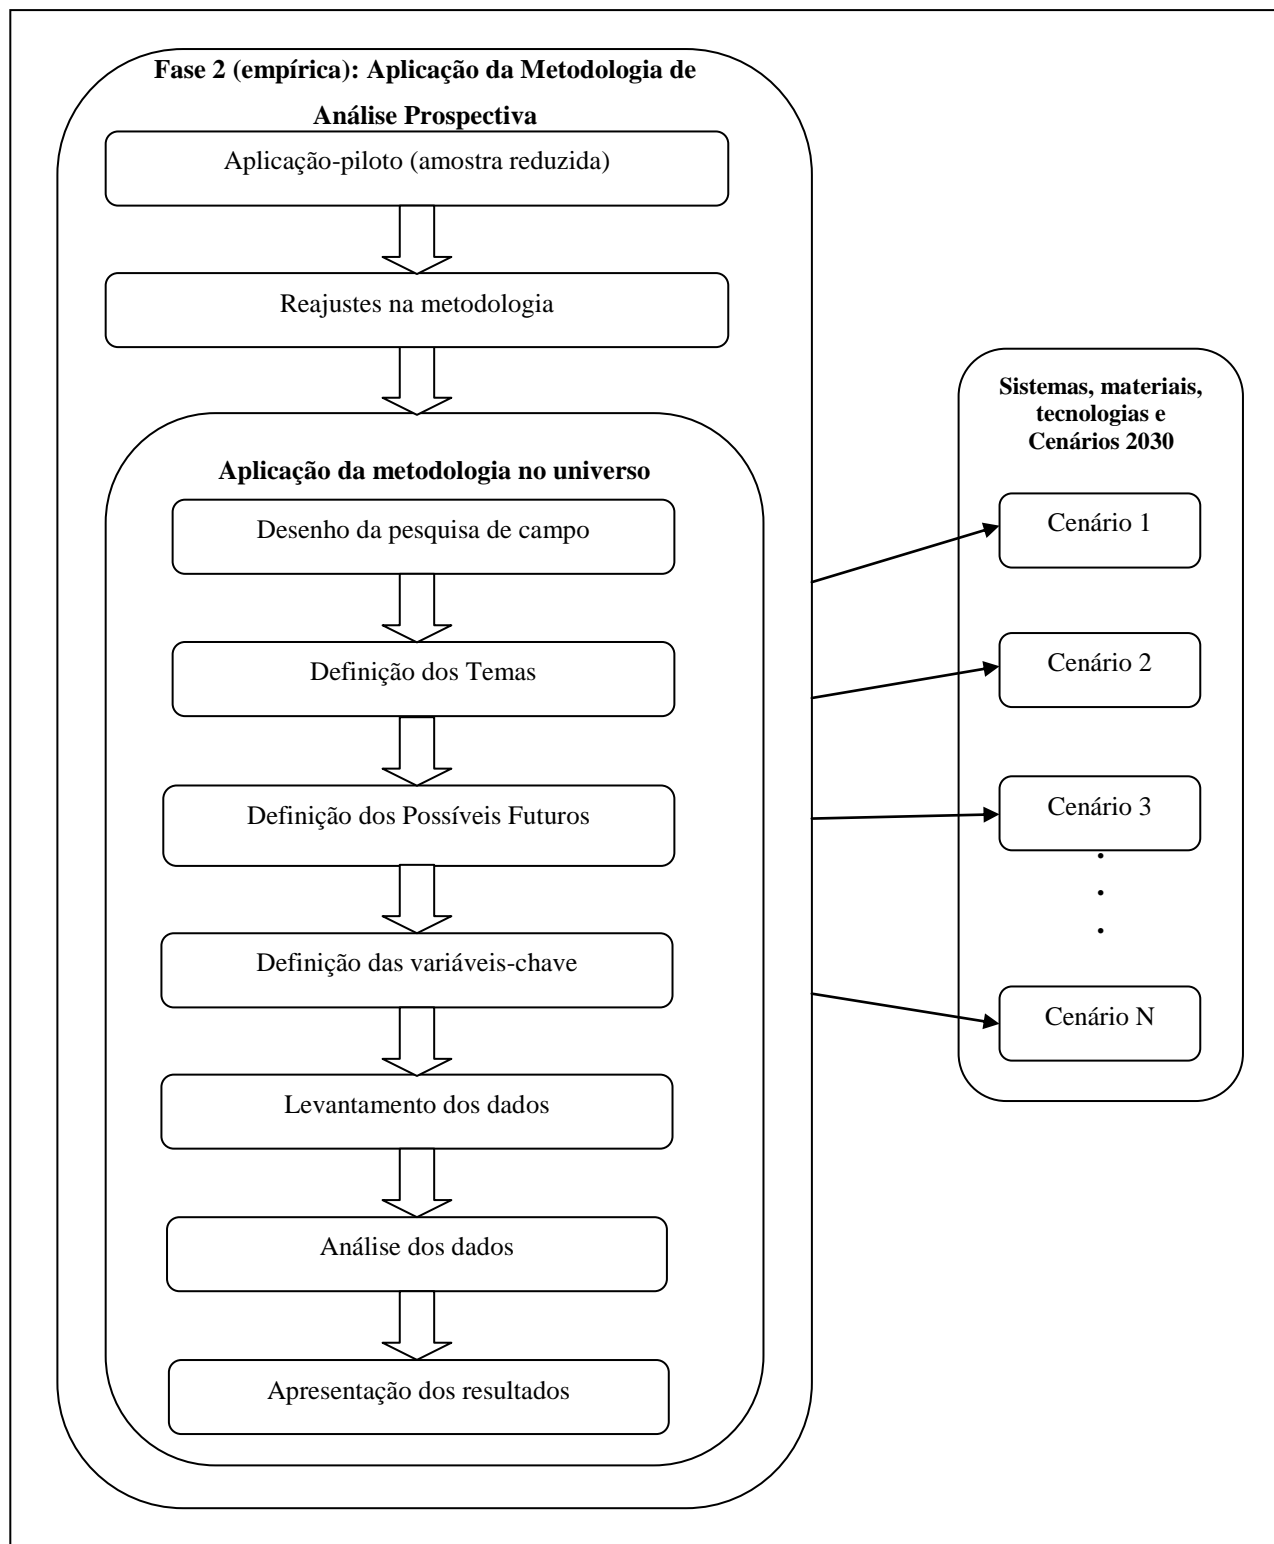 Fase 2 (empírica): Aplicação da Metodologia de
Análise Prospectiva
Aplicação-piloto (amostra reduzida)
Reajustes na metodologia
Aplicação da metodologia no universo
Desenho da pesquisa de campo
Definição dos Temas
Definição dos Possíveis Futuros
Definição das variáveis-chave
Levantamento dos dados
Análise dos dados
Apresentação dos resultados
Sistemas, materiais,
tecnologias e
Cenários 2030
Cenário 1
Cenário 2
Cenário 3
.
.
.
Cenário N